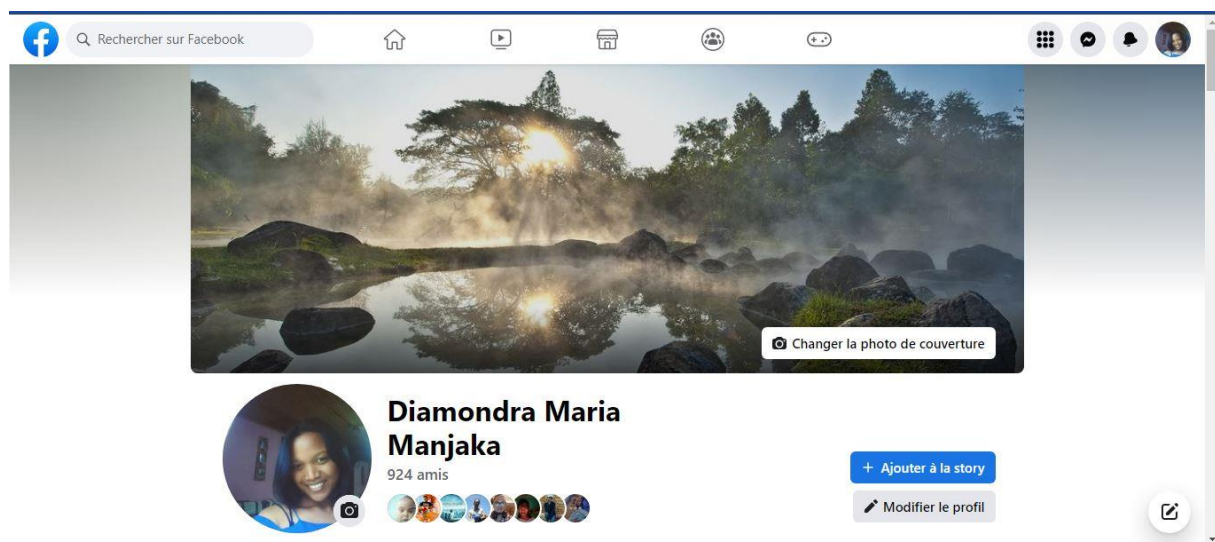 Rechercher sur Facebook
Changer la photo de couverture
Diamondra Maria
Manjaka
924 amis
Ajouter à la story
Modifier le profil